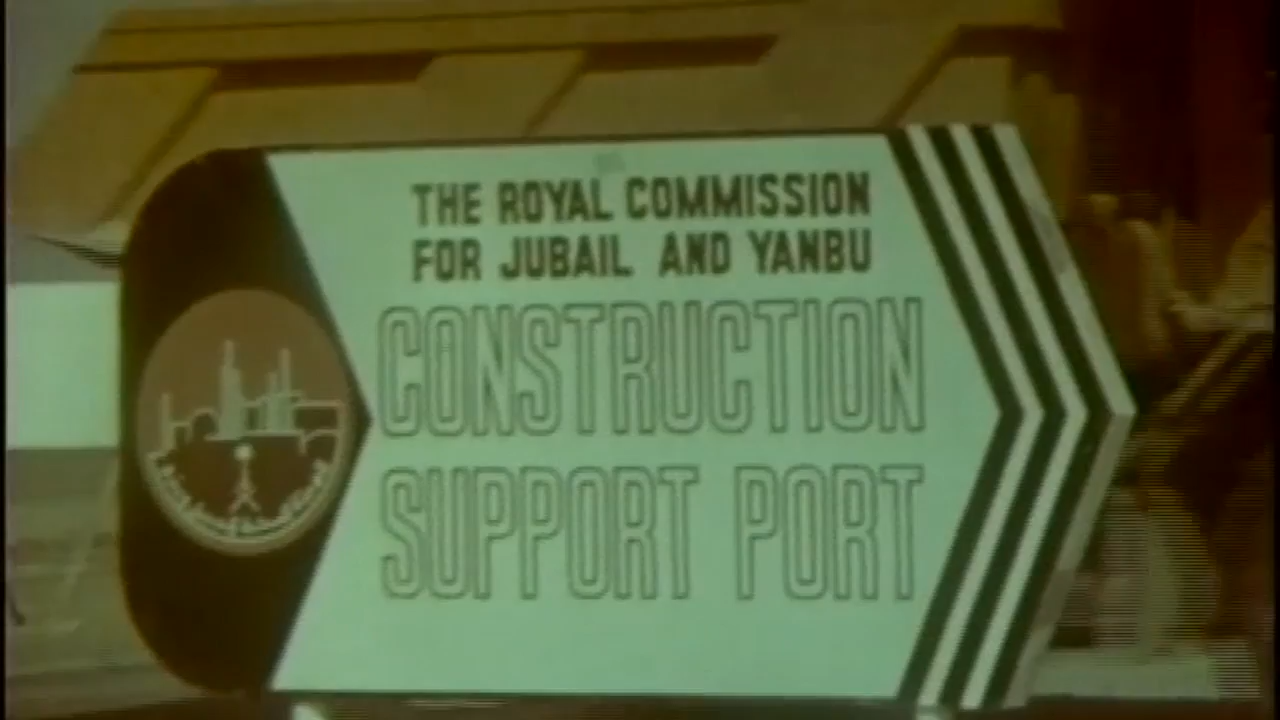 THE ROYAL COMMISSION
FOR JUBAIL AND YANBU
CONSTRUCTION
SUPPORT PORT